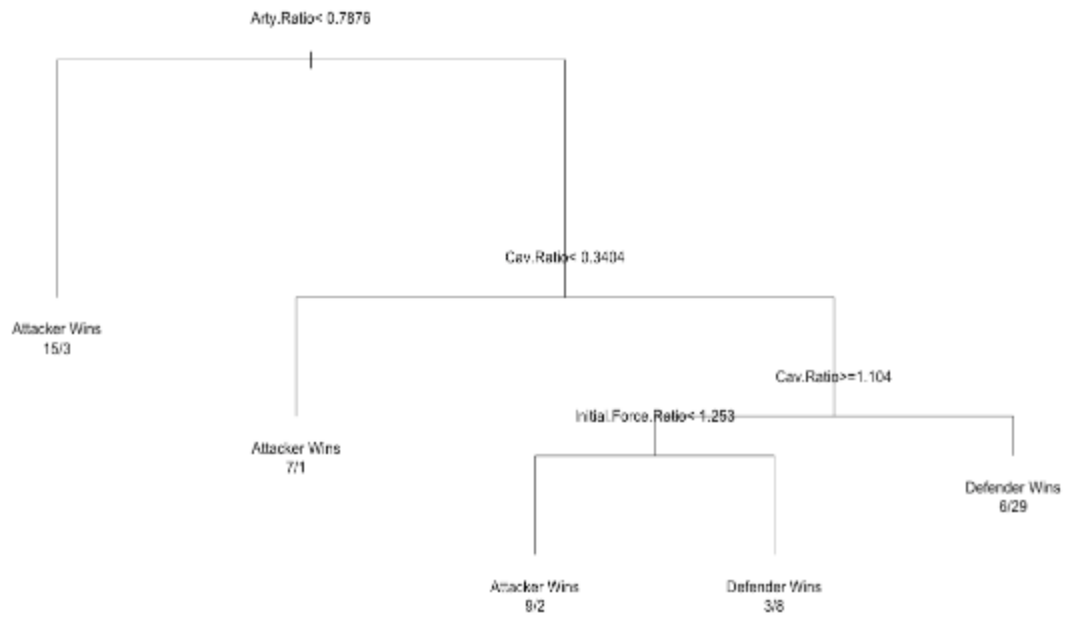 Arty.Ratio< 0.7876
Cav.Ratio< 0.3404
Attacker Wins
15/3
Cav.Ratio>=1.104
Initial.Force.Ratio< 1.253
Attacker Wins
7/1
Defender Wins
6/29
Attacker Wins
9/2
Defender Wins
3/8